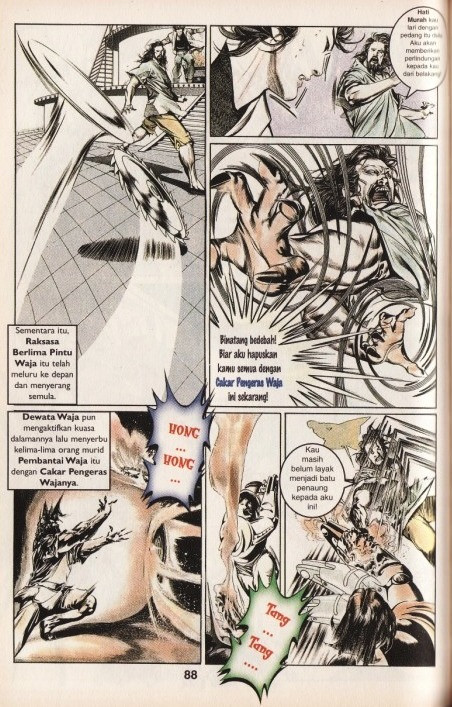 Hati
Murah kau
lari dengan
pedang itu dulu.
Aku akan
memberikan
perlindungan
kepada kau
dari belakang!
Sementara itu,
Raksasa
Berlima Pintu
Waja itu telah
meluru ke depan
dan menyerang
semula.
Binatang bedebah!
Biar aku hapuskan
kamu semua dengan
Cakar Pengeras Waja
ini sekarang!
Dewata Waja pun
mengaktifkan kuasa
dalamannya lalu menyerbu
kelima-lima orang murid
Pembantai Waja itu
dengan Cakar Pengeras
Wajanya.
HONG
...
HONG
...
Kau
masih
belum layak
menjadi batu
penaung
kepada aku
ini!
Tang
...
Tang
....
88